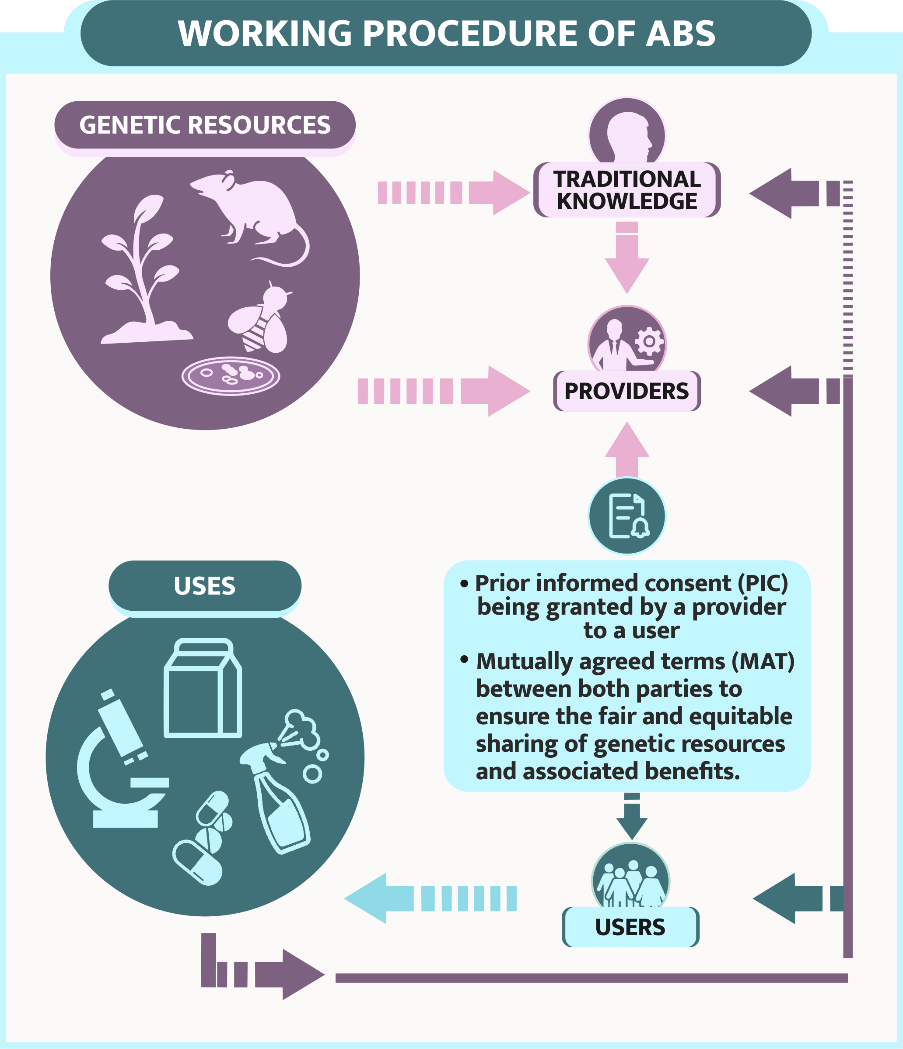 WORKING PROCEDURE OF ABS
GENETIC RESOURCES
TRADITIONAL
KNOWLEDGE
PROVIDERS
USES
• Prior informed consent (PIC)
being granted by a provider
to a user
• Mutually agreed terms (MAT)
between both parties to
ensure the fair and equitable
sharing of genetic resources
and associated benefits.
USERS